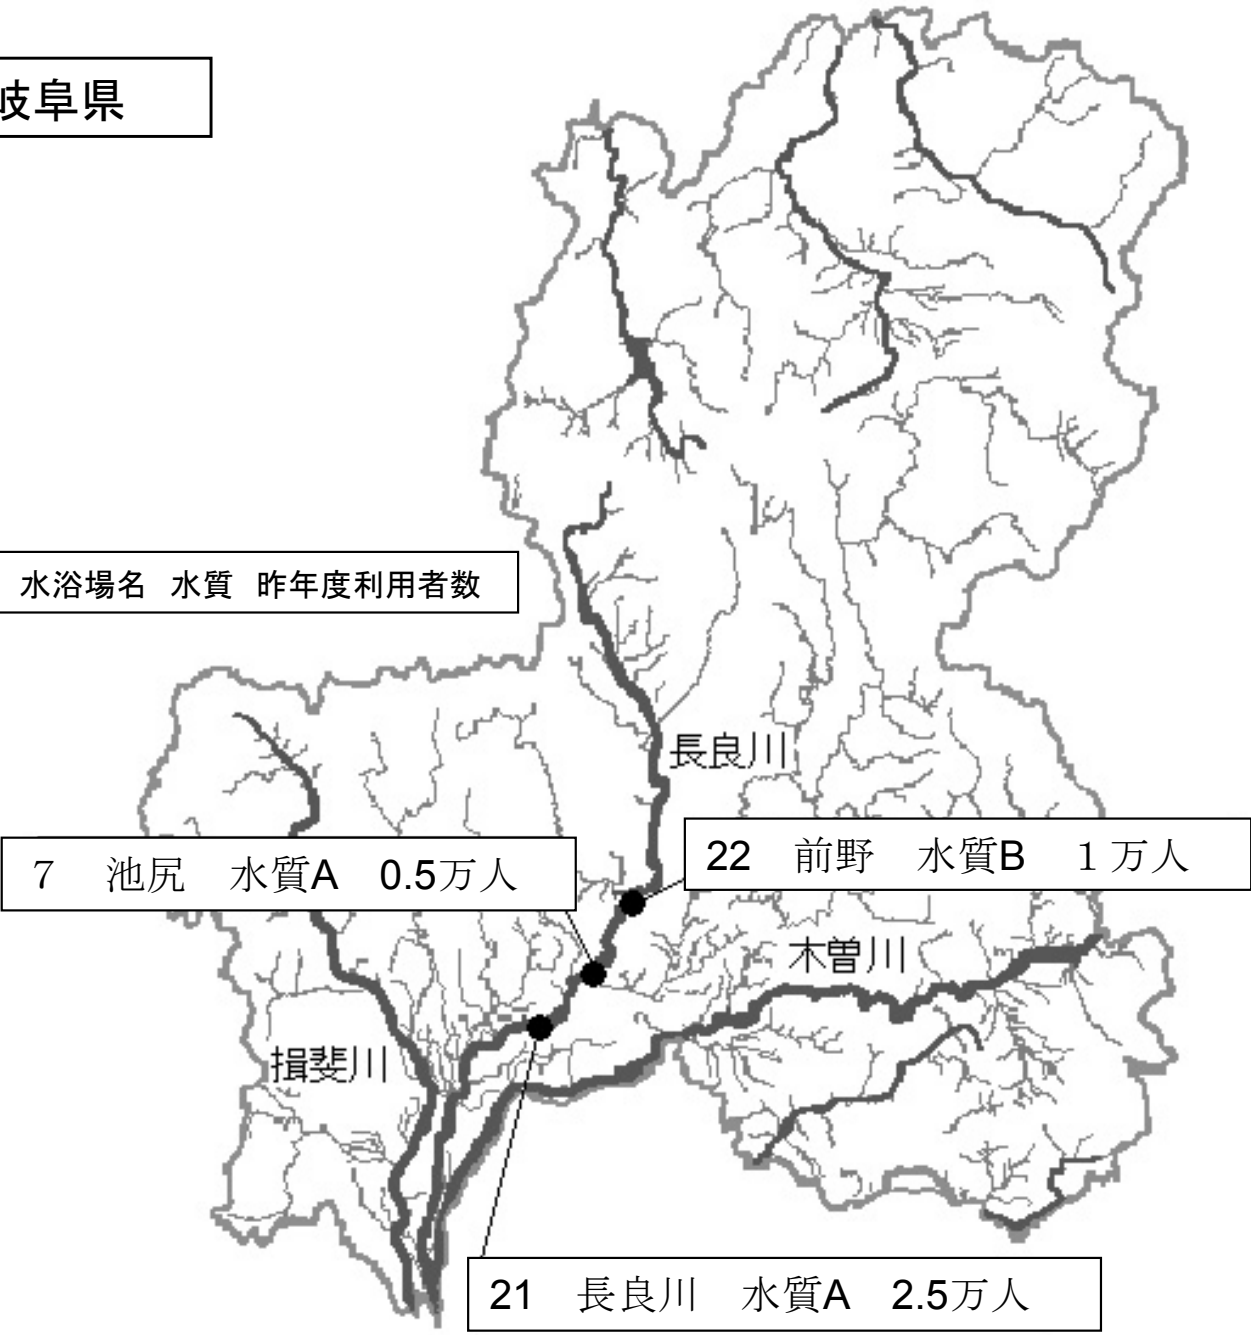 岐阜県
水浴場名 水質 昨年度利用者数
長良川
7 池尻 水質A 0.5万人
22 前野 水質B 1万人
木曽川
揖斐川
21 長良川 水質A 2.5万人